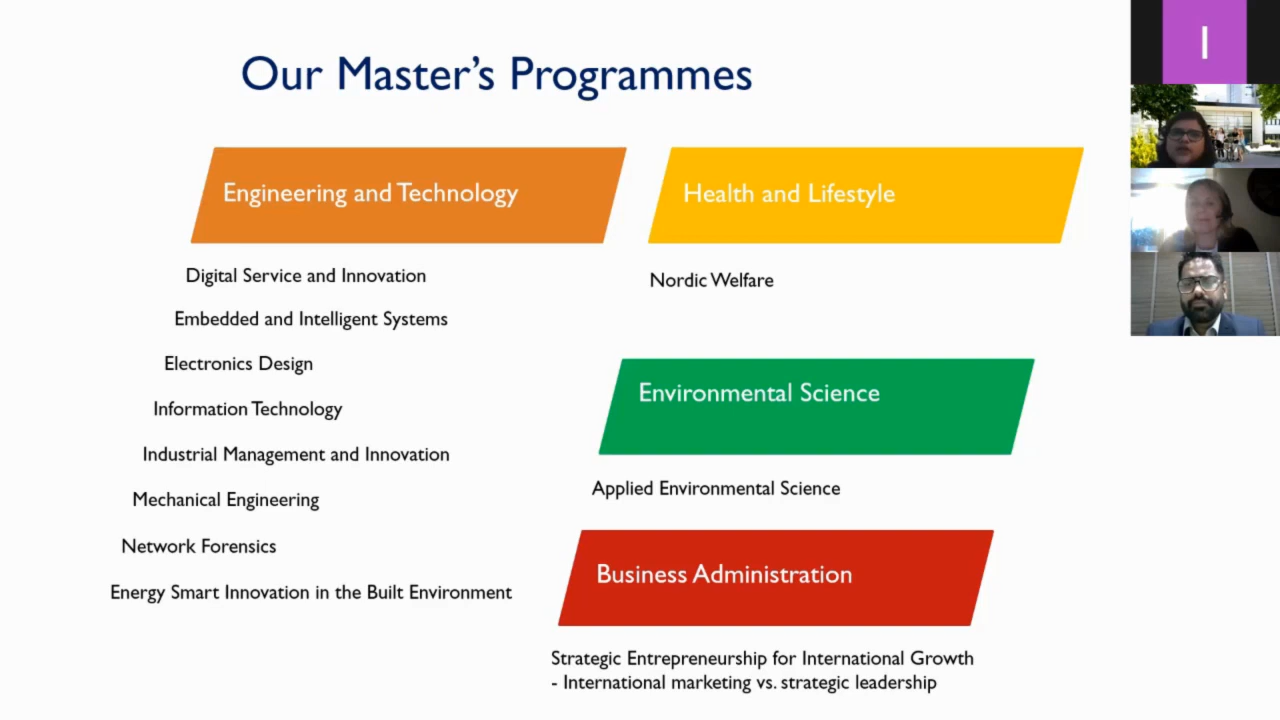 Our Master's Programmes
Engineering and Technology
Digital Service and Innovation
Embedded and Intelligent Systems
Electronics Design
Information Technology
Industrial Management and Innovation
Mechanical Engineering
Network Forensics
Energy Smart Innovation in the Built Environment
Health and Lifestyle
Nordic Welfare
Environmental Science
Applied Environmental Science
Business Administration
Strategic Entrepreneurship for International Growth
- International marketing vs. strategic leadership
I